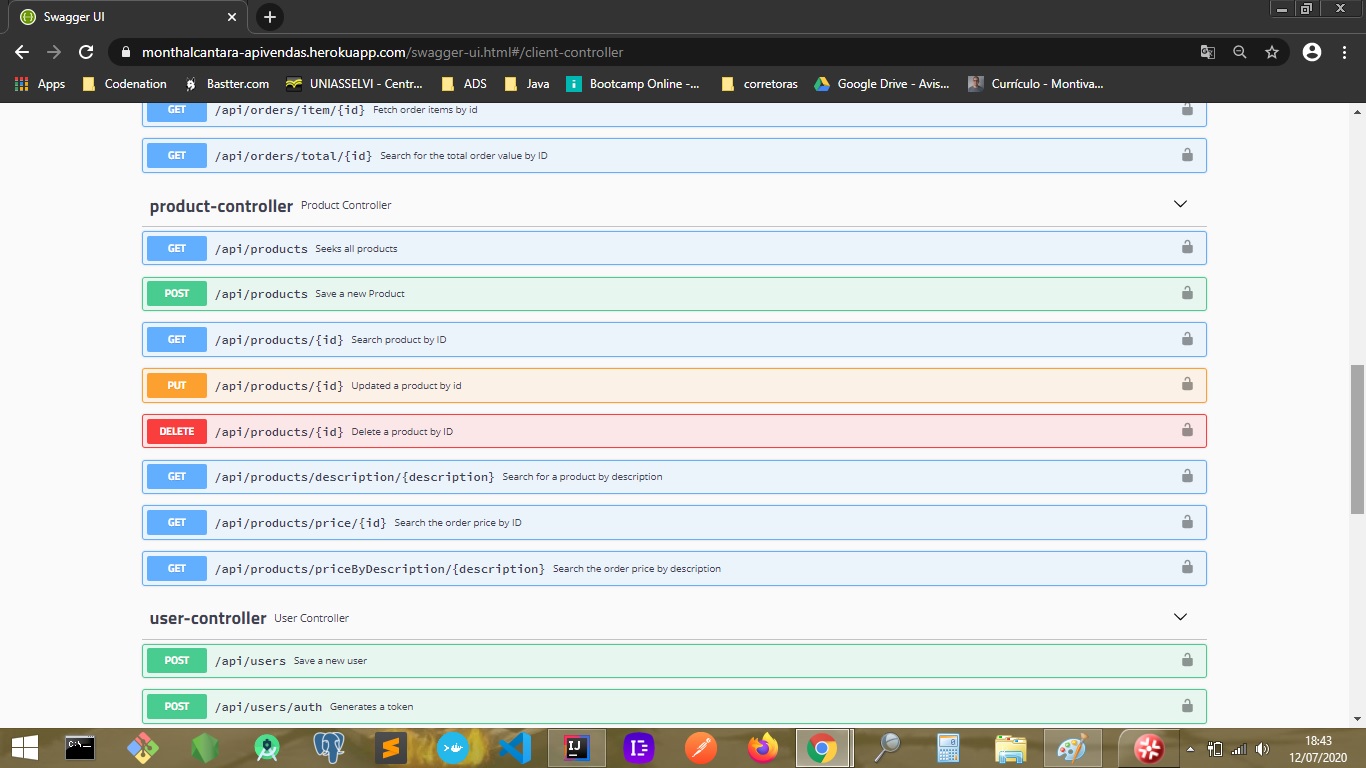 Swagger UI
monthalcantara-apivendas.herokuapp.com/swagger-ui.html#/client-controller
Apps Codenation Bastter.com UNIASSELVI - Centr... ADS Java Bootcamp Online -... corretoras Google Drive - Avis... Currículo - Montiva...
GET /api/orders/item/{id} Fetch order items by id
GET /api/orders/total/{id} Search for the total order value by ID
product-controller Product Controller
GET /api/products Seeks all products
POST /api/products Save a new Product
GET /api/products/{id} Search product by ID
PUT /api/products/{id} Updated a product by id
DELETE /api/products/{id} Delete a product by ID
GET /api/products/description/{description} Search for a product by description
GET /api/products/price/{id} Search the order price by ID
GET /api/products/priceByDescription/{description} Search the order price by description
user-controller User Controller
POST /api/users Save a new user
POST /api/users/auth Generates a token
18:43
12/07/2020